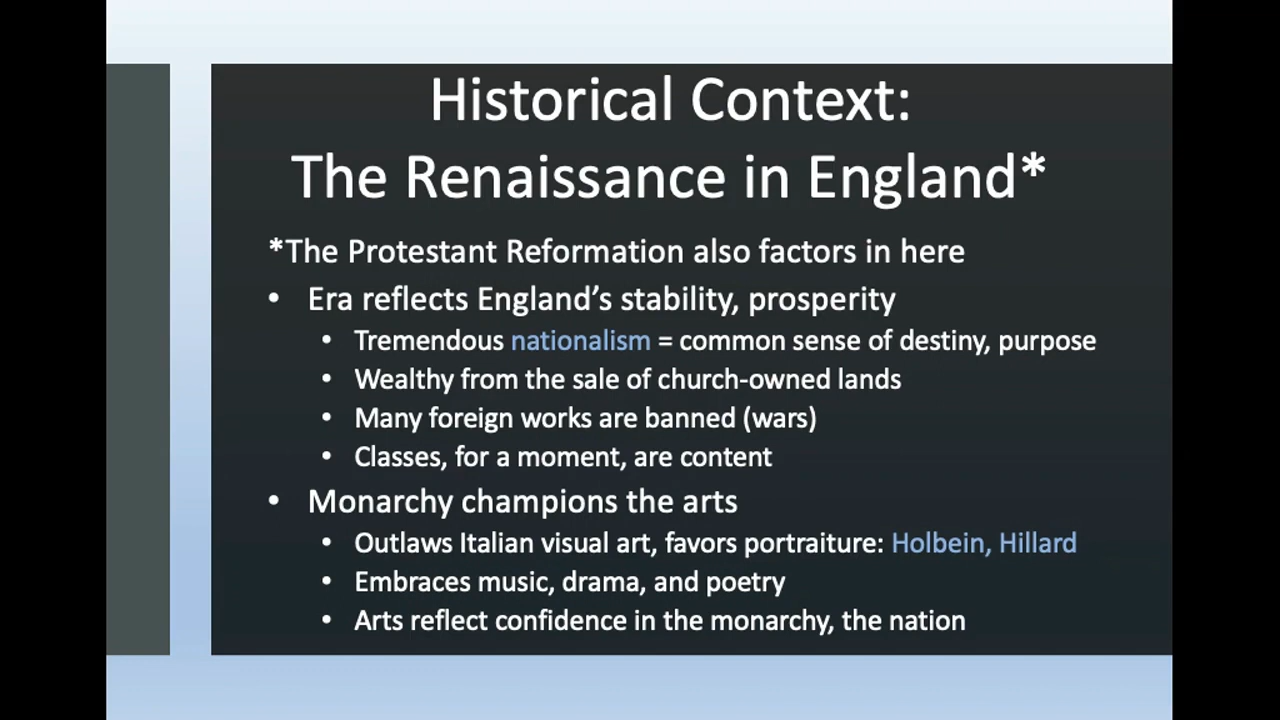 Historical Context:
The Renaissance in England*
*The Protestant Reformation also factors in here
• Era reflects England’s stability, prosperity
• Tremendous nationalism = common sense of destiny, purpose
• Wealthy from the sale of church-owned lands
• Many foreign works are banned (wars)
• Classes, for a moment, are content
• Monarchy champions the arts
• Outlaws Italian visual art, favors portraiture: Holbein, Hillard
• Embraces music, drama, and poetry
• Arts reflect confidence in the monarchy, the nation